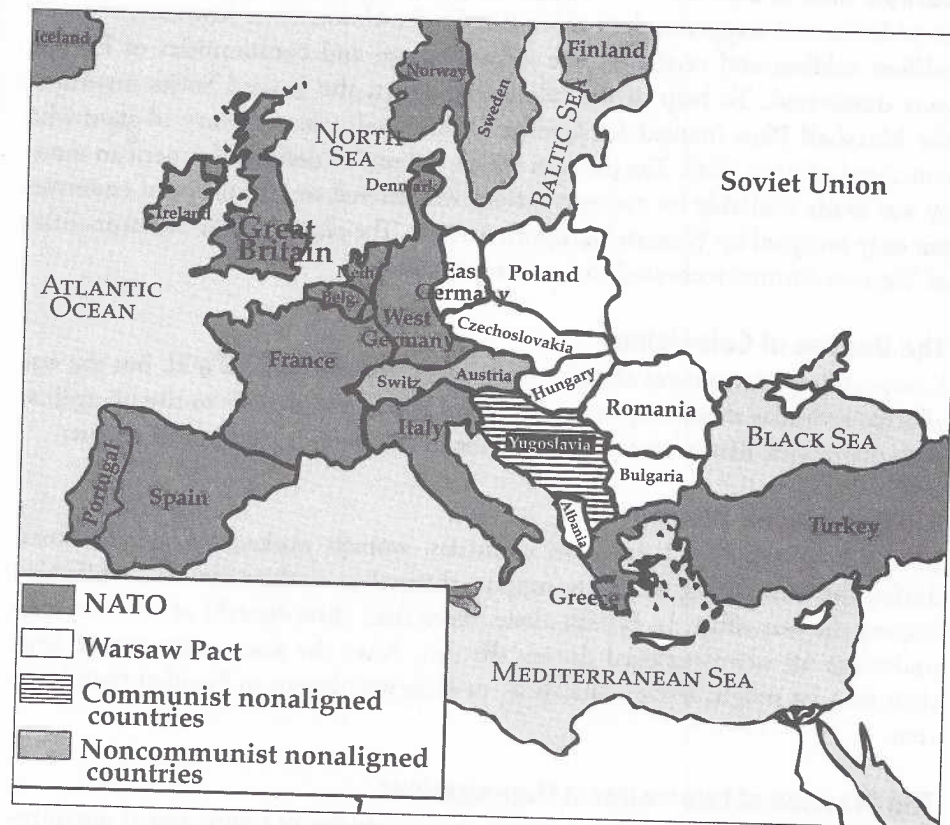 Iceland
Norway
Sweden
Finland
NORTH
SEA
BALTIC SEA
Denmark
Soviet Union
Ireland
Great
Britain
Neth
Belg.
East
Germany
Poland
ATLANTIC
OCEAN
West
Germany
Czechoslovakia
France
Switz
Austria
Hungary
Romania
Italy
Yugoslavia
BLACK SEA
Bulgaria
Portugal
Spain
Albania
Turkey
Greece
MEDITERRANEAN SEA
NATO
Warsaw Pact
Communist nonaligned
countries
Noncommunist nonaligned
countries